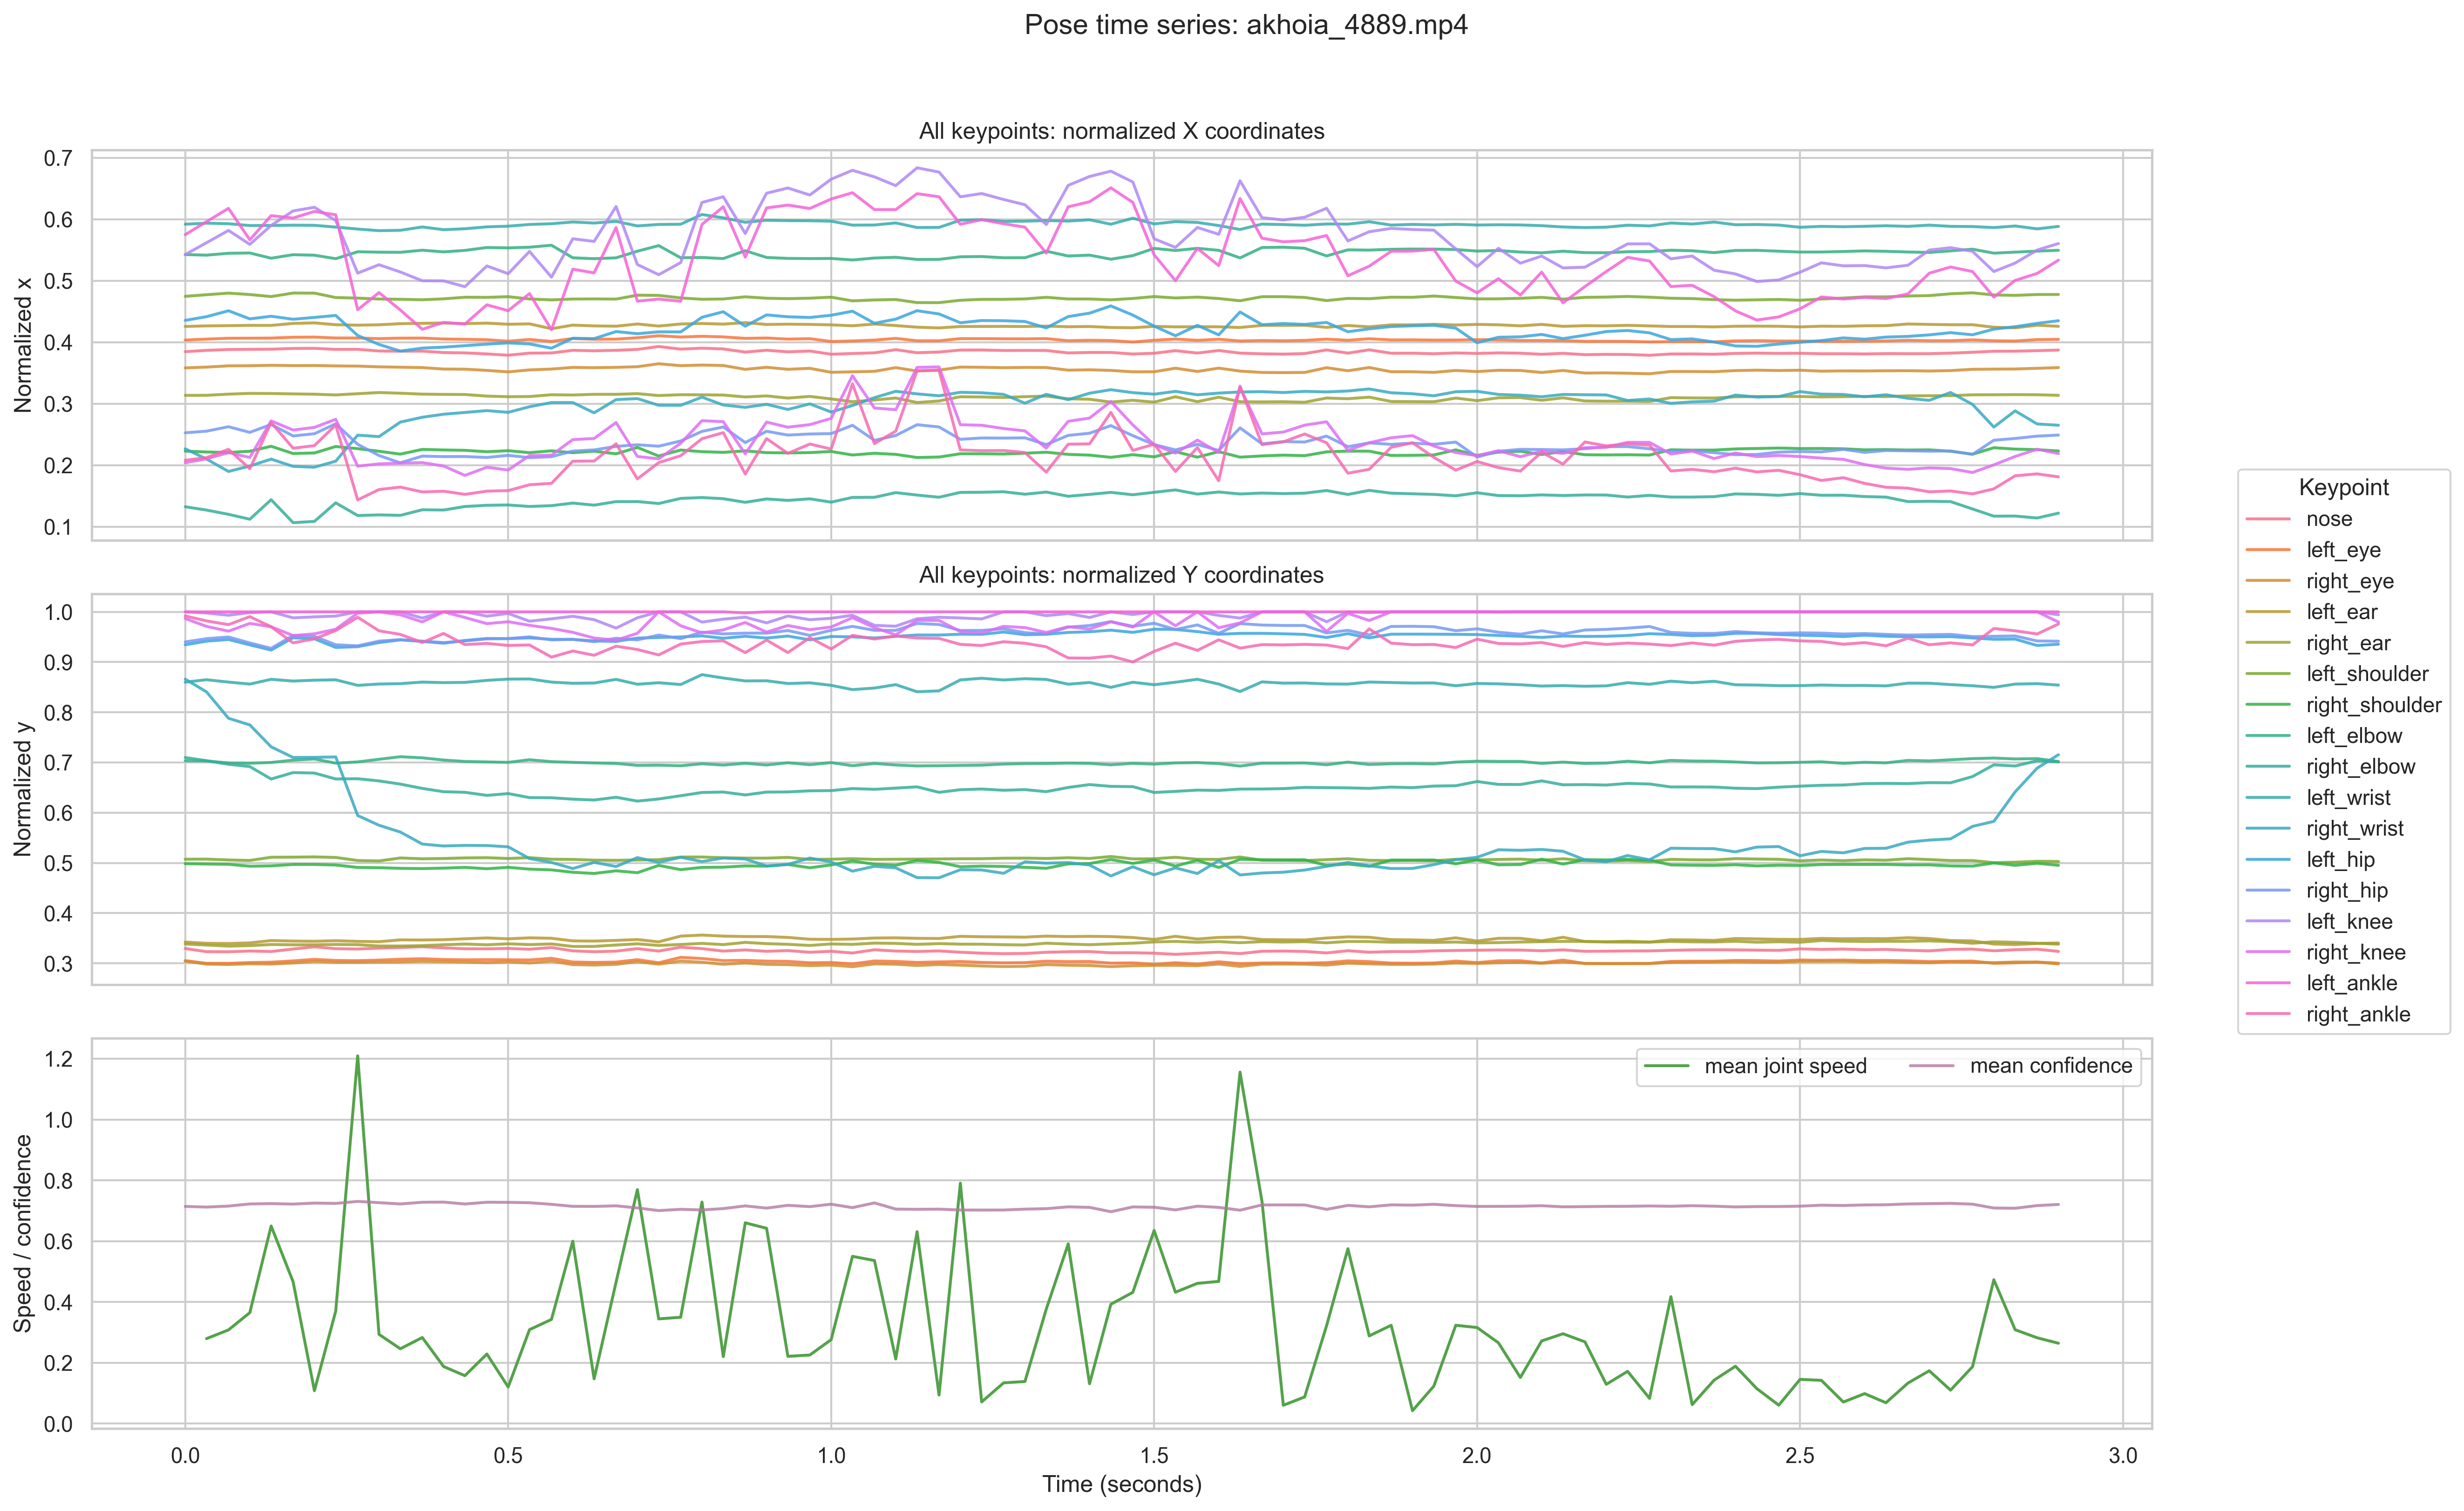 Pose time series: akhoia_4889.mp4
All keypoints: normalized X coordinates
Normalized x
0.7
0.6
0.5
0.4
0.3
0.2
0.1
All keypoints: normalized Y coordinates
Normalized y
1.0
0.9
0.8
0.7
0.6
0.5
0.4
0.3
Speed / confidence
1.2
1.0
0.8
0.6
0.4
0.2
0.0
mean joint speed
mean confidence
0.0 0.5 1.0 1.5 2.0 2.5 3.0
Time (seconds)
Keypoint
nose
left_eye
right_eye
left_ear
right_ear
left_shoulder
right_shoulder
left_elbow
right_elbow
left_wrist
right_wrist
left_hip
right_hip
left_knee
right_knee
left_ankle
right_ankle